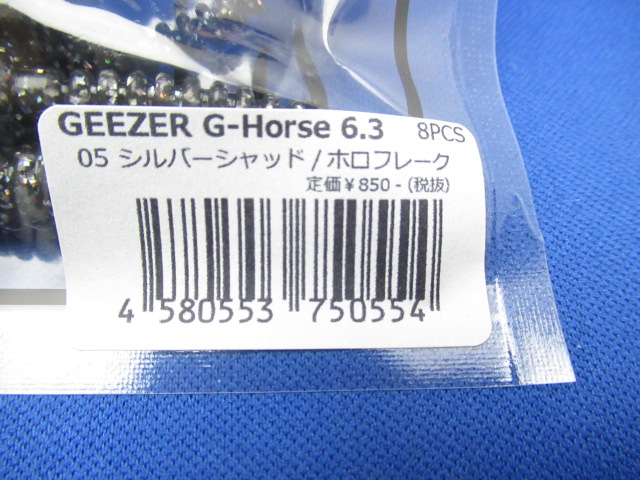 GEEZER G-Horse 6.3 8PCS
05 シルバーシャッド/ホロフレーク
定価￥850-(税抜)
4 580553 750554